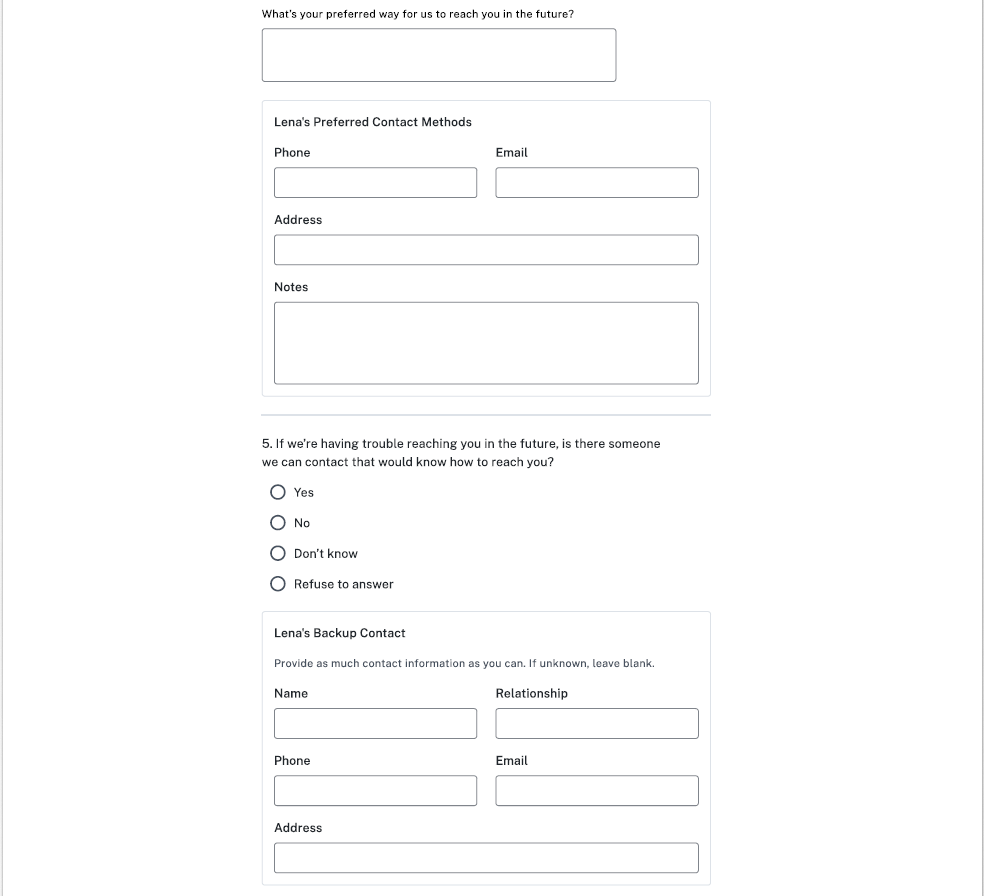 What's your preferred way for us to reach you in the future?
Lena's Preferred Contact Methods
Phone
Email
Address
Notes
5. If we're having trouble reaching you in the future, is there someone
we can contact that would know how to reach you?
Yes
No
Don't know
Refuse to answer
Lena's Backup Contact
Provide as much contact information as you can. If unknown, leave blank.
Name
Relationship
Phone
Email
Address